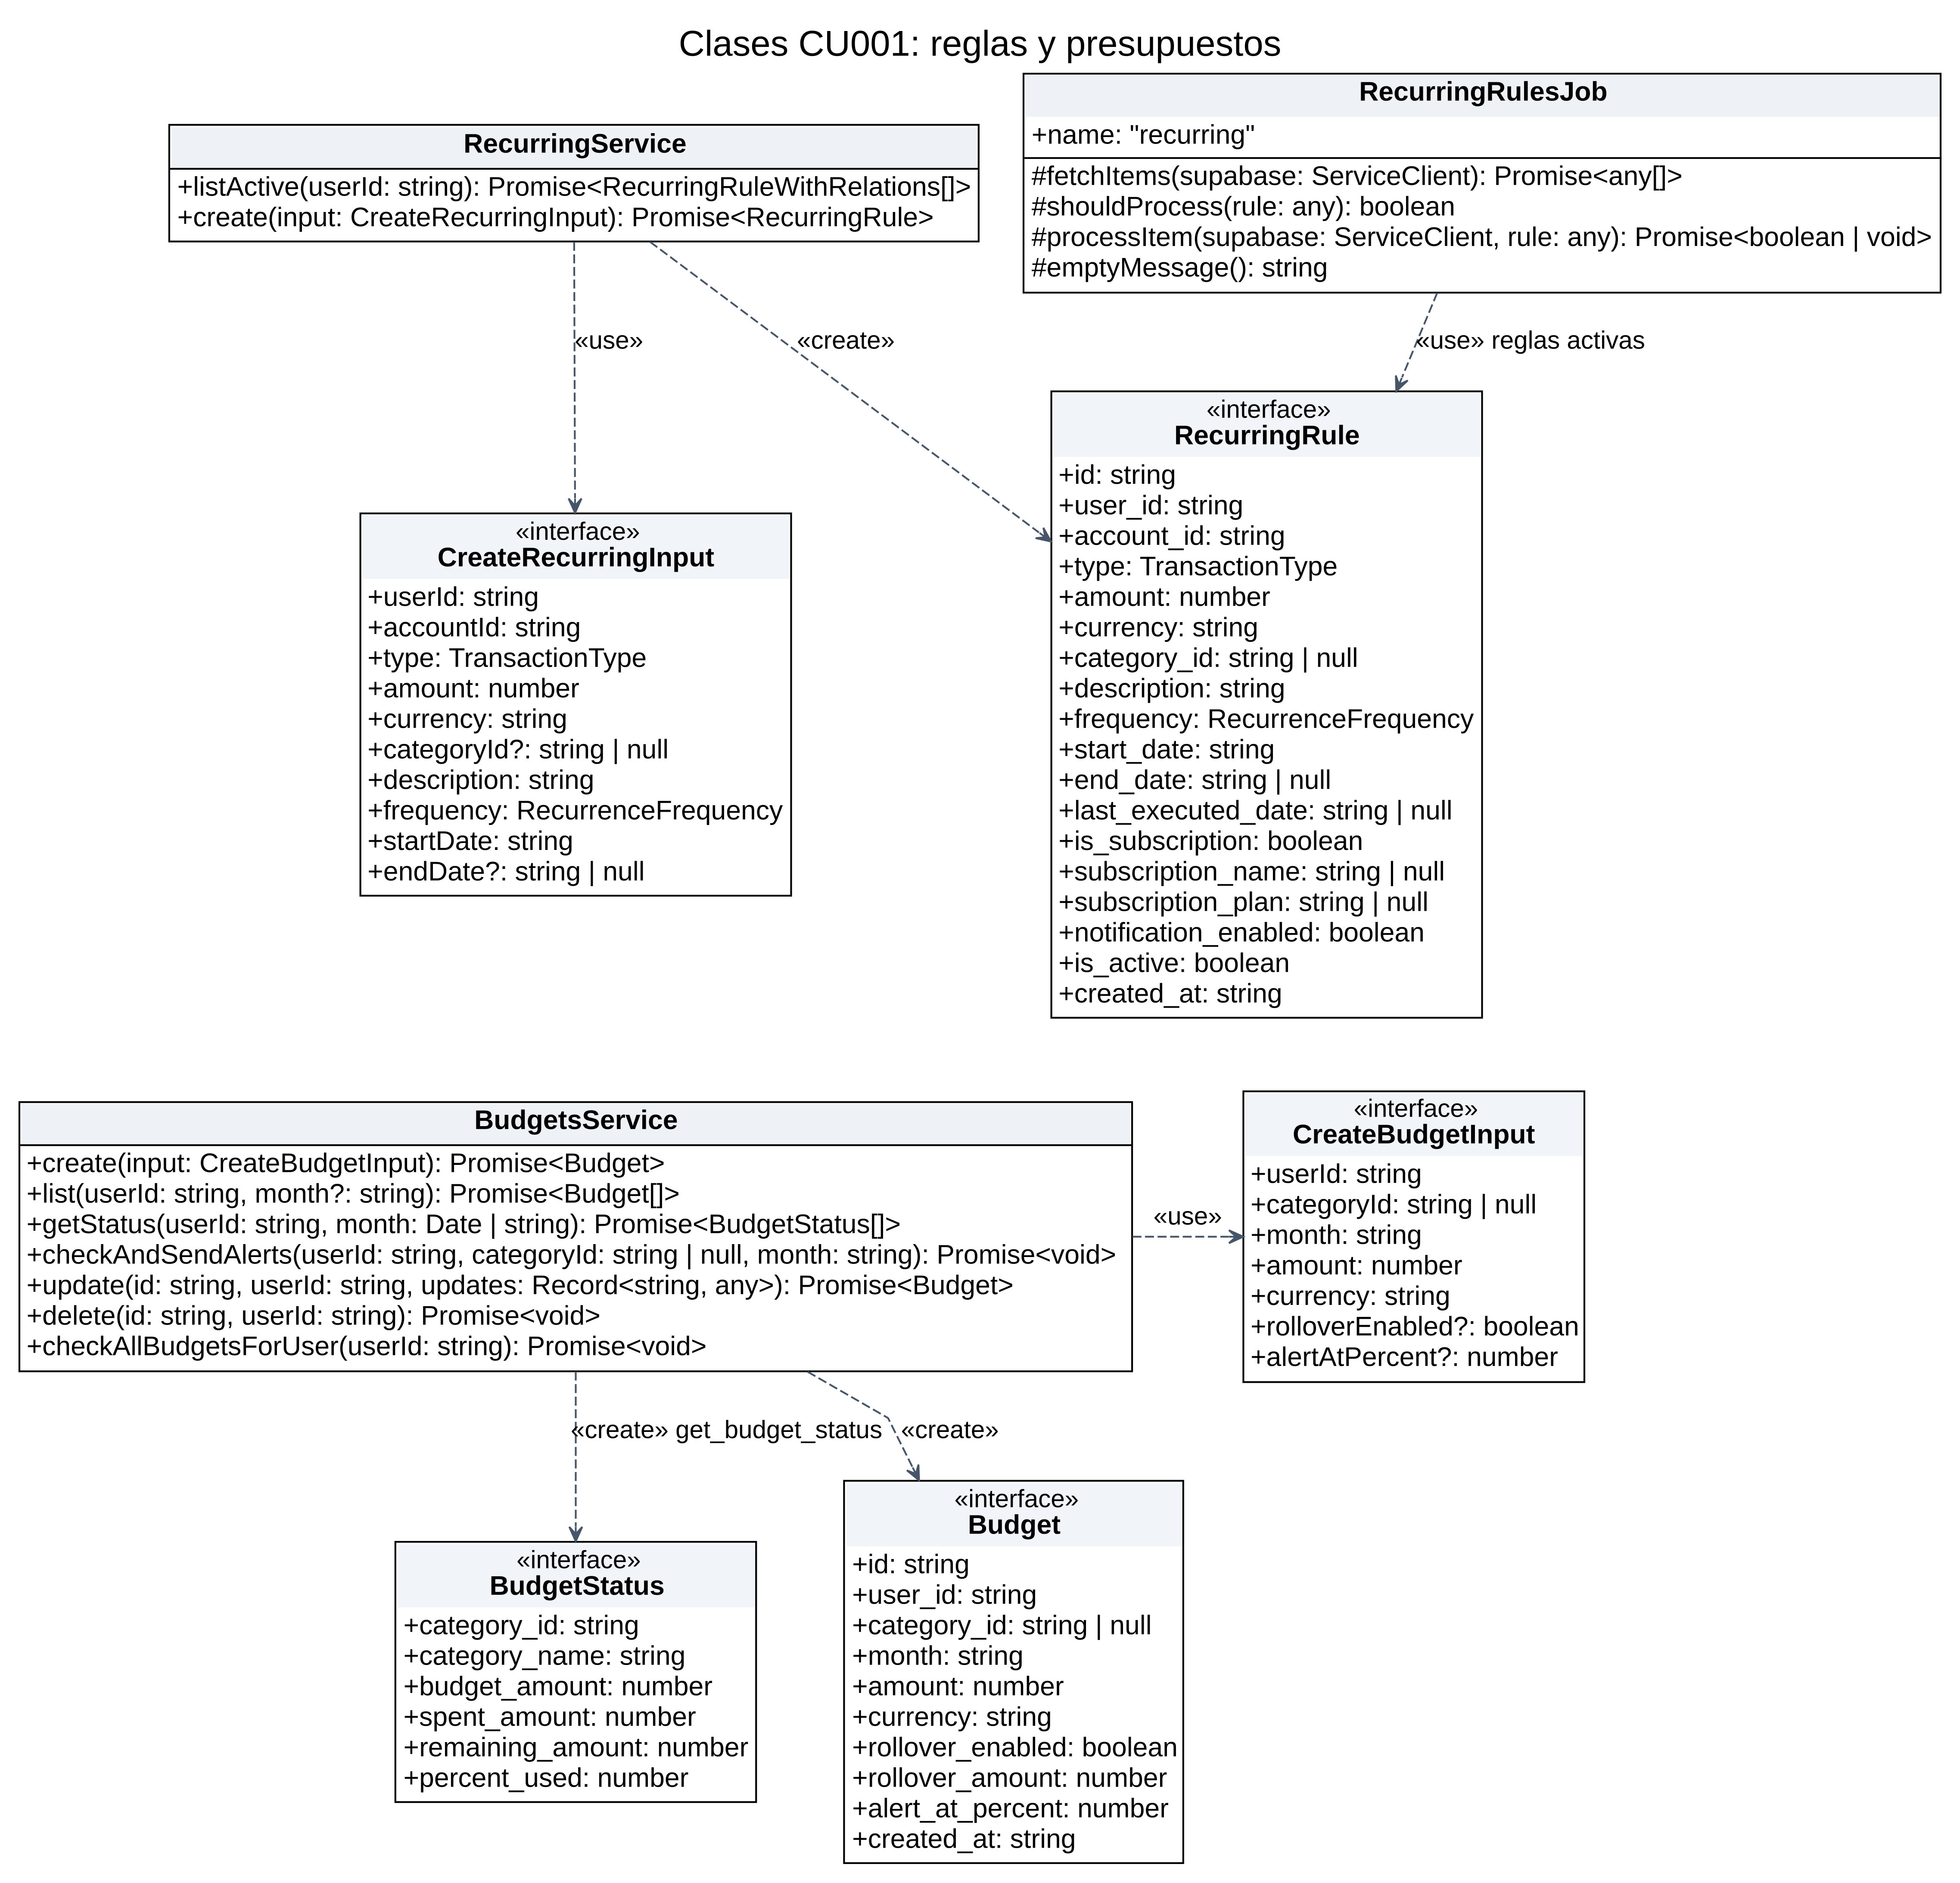 Clases CU001: reglas y presupuestos
RecurringService
+listActive(userId: string): Promise<RecurringRuleWithRelations[]>
+create(input: CreateRecurringInput): Promise<RecurringRule>
RecurringRulesJob
+name: "recurring"
#fetchItems(supabase: ServiceClient): Promise<any[]>
#shouldProcess(rule: any): boolean
#processItem(supabase: ServiceClient, rule: any): Promise<boolean | void>
#emptyMessage(): string
«use»
«create»
«use» reglas activas
«interface»
CreateRecurringInput
+userId: string
+accountId: string
+type: TransactionType
+amount: number
+currency: string
+categoryId?: string | null
+description: string
+frequency: RecurrenceFrequency
+startDate: string
+endDate?: string | null
«interface»
RecurringRule
+id: string
+user_id: string
+account_id: string
+type: TransactionType
+amount: number
+currency: string
+category_id: string | null
+description: string
+frequency: RecurrenceFrequency
+start_date: string
+end_date: string | null
+last_executed_date: string | null
+is_subscription: boolean
+subscription_name: string | null
+subscription_plan: string | null
+notification_enabled: boolean
+is_active: boolean
+created_at: string
BudgetsService
+create(input: CreateBudgetInput): Promise<Budget>
+list(userId: string, month?: string): Promise<Budget[]>
+getStatus(userId: string, month: Date | string): Promise<BudgetStatus[]>
+checkAndSendAlerts(userId: string, categoryId: string | null, month: string): Promise<void>
+update(id: string, userId: string, updates: Record<string, any>): Promise<Budget>
+delete(id: string, userId: string): Promise<void>
+checkAllBudgetsForUser(userId: string): Promise<void>
«use»
«interface»
CreateBudgetInput
+userId: string
+categoryId: string | null
+month: string
+amount: number
+currency: string
+rolloverEnabled?: boolean
+alertAtPercent?: number
«create» get_budget_status
«create»
«interface»
BudgetStatus
+category_id: string
+category_name: string
+budget_amount: number
+spent_amount: number
+remaining_amount: number
+percent_used: number
«interface»
Budget
+id: string
+user_id: string
+category_id: string | null
+month: string
+amount: number
+currency: string
+rollover_enabled: boolean
+rollover_amount: number
+alert_at_percent: number
+created_at: string